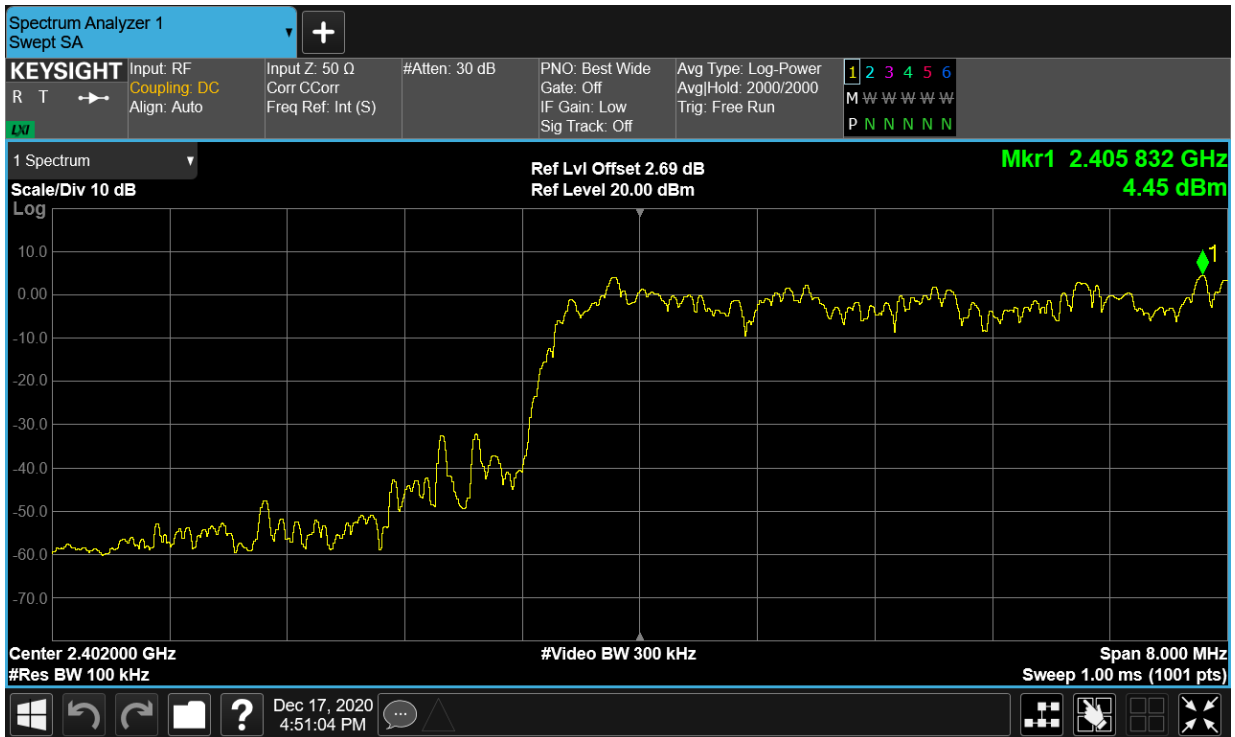 Spectrum Analyzer 1
Swept SA
KEYSIGHT
R T
LXI
Input: RF
Coupling: DC
Align: Auto
Input Z: 50 Ω
Corr CCorr
Freq Ref: Int (S)
#Atten: 30 dB
PNO: Best Wide
Gate: Off
IF Gain: Low
Sig Track: Off
Avg Type: Log-Power
Avg|Hold: 2000/2000
Trig: Free Run
1 2 3 4 5 6
M W W W W W
P N N N N N
1 Spectrum
Scale/Div 10 dB
Log
Ref Lvl Offset 2.69 dB
Ref Level 20.00 dBm
Mkr1 2.405 832 GHz
4.45 dBm
1
10.0
0.00
-10.0
-20.0
-30.0
-40.0
-50.0
-60.0
-70.0
Center 2.402000 GHz
#Res BW 100 kHz
#Video BW 300 kHz
Span 8.000 MHz
Sweep 1.00 ms (1001 pts)
?
Dec 17, 2020
4:51:04 PM